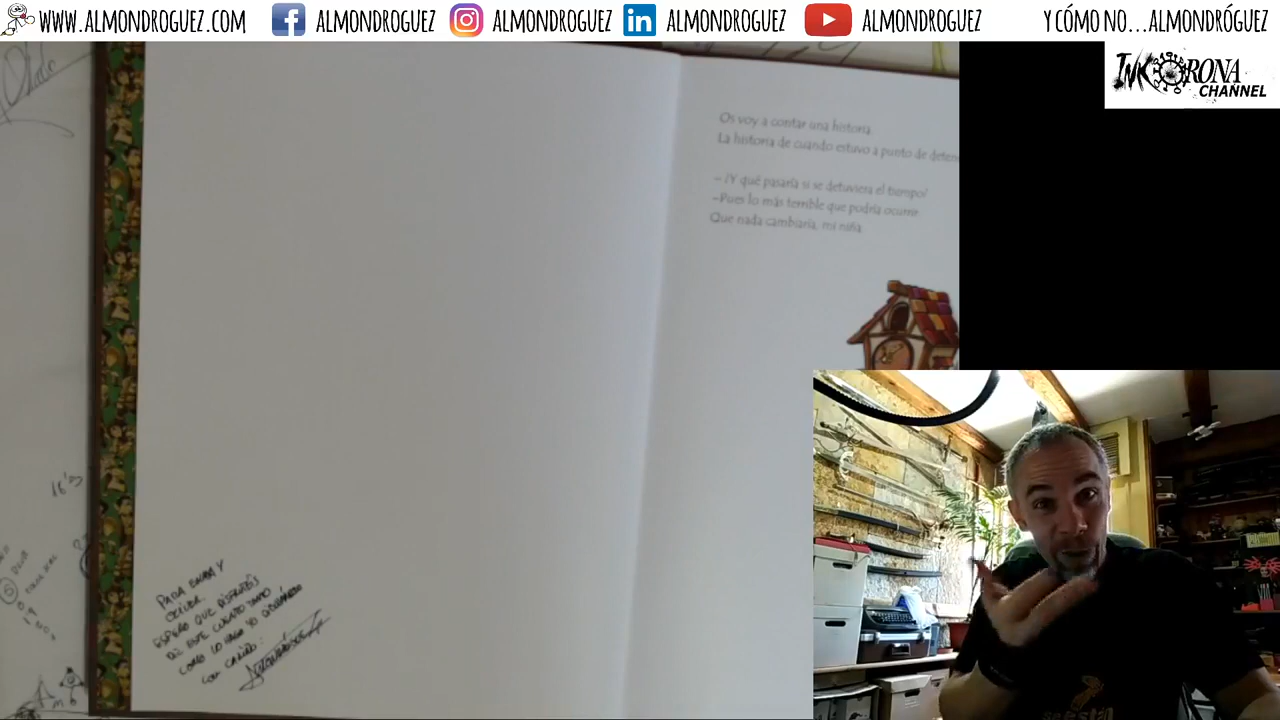 WWW.ALMONDROGUEZ.COM ALMONDROGUEZ ALMONDROGUEZ ALMONDROGUEZ ALMONDROGUEZ Y CÓMO NO...ALMONDRÓGUEZ
INKORONA
CHANNEL
Os voy a contar una historia.
La historia de cuando estuvo a punto de deten
– ¿Y qué pasaría si se detuviera el tiempo?
–Pues lo más terrible que podría ocurrir.
Que nada cambiaría, mi niña.
16'5
PARA Y
ESPERO QUE DISFRUTÉIS
DE ESTE CUENTO TANTO
COMO LO HAGO YO
CON CARIÑO: